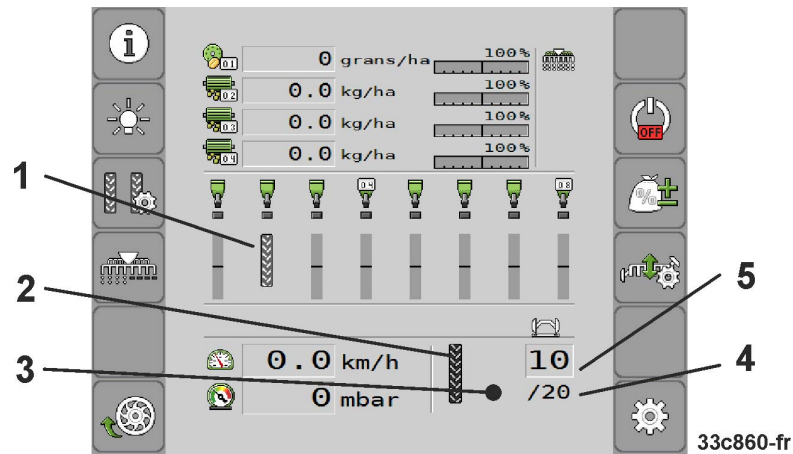 i
01 0 grans/ha 100%
02 0.0 kg/ha 100%
03 0.0 kg/ha 100%
04 0.0 kg/ha 100%
OFF
%
04 08
1
2
3
0.0 km/h
0 mbar
10
/20
5
4
33c860-fr